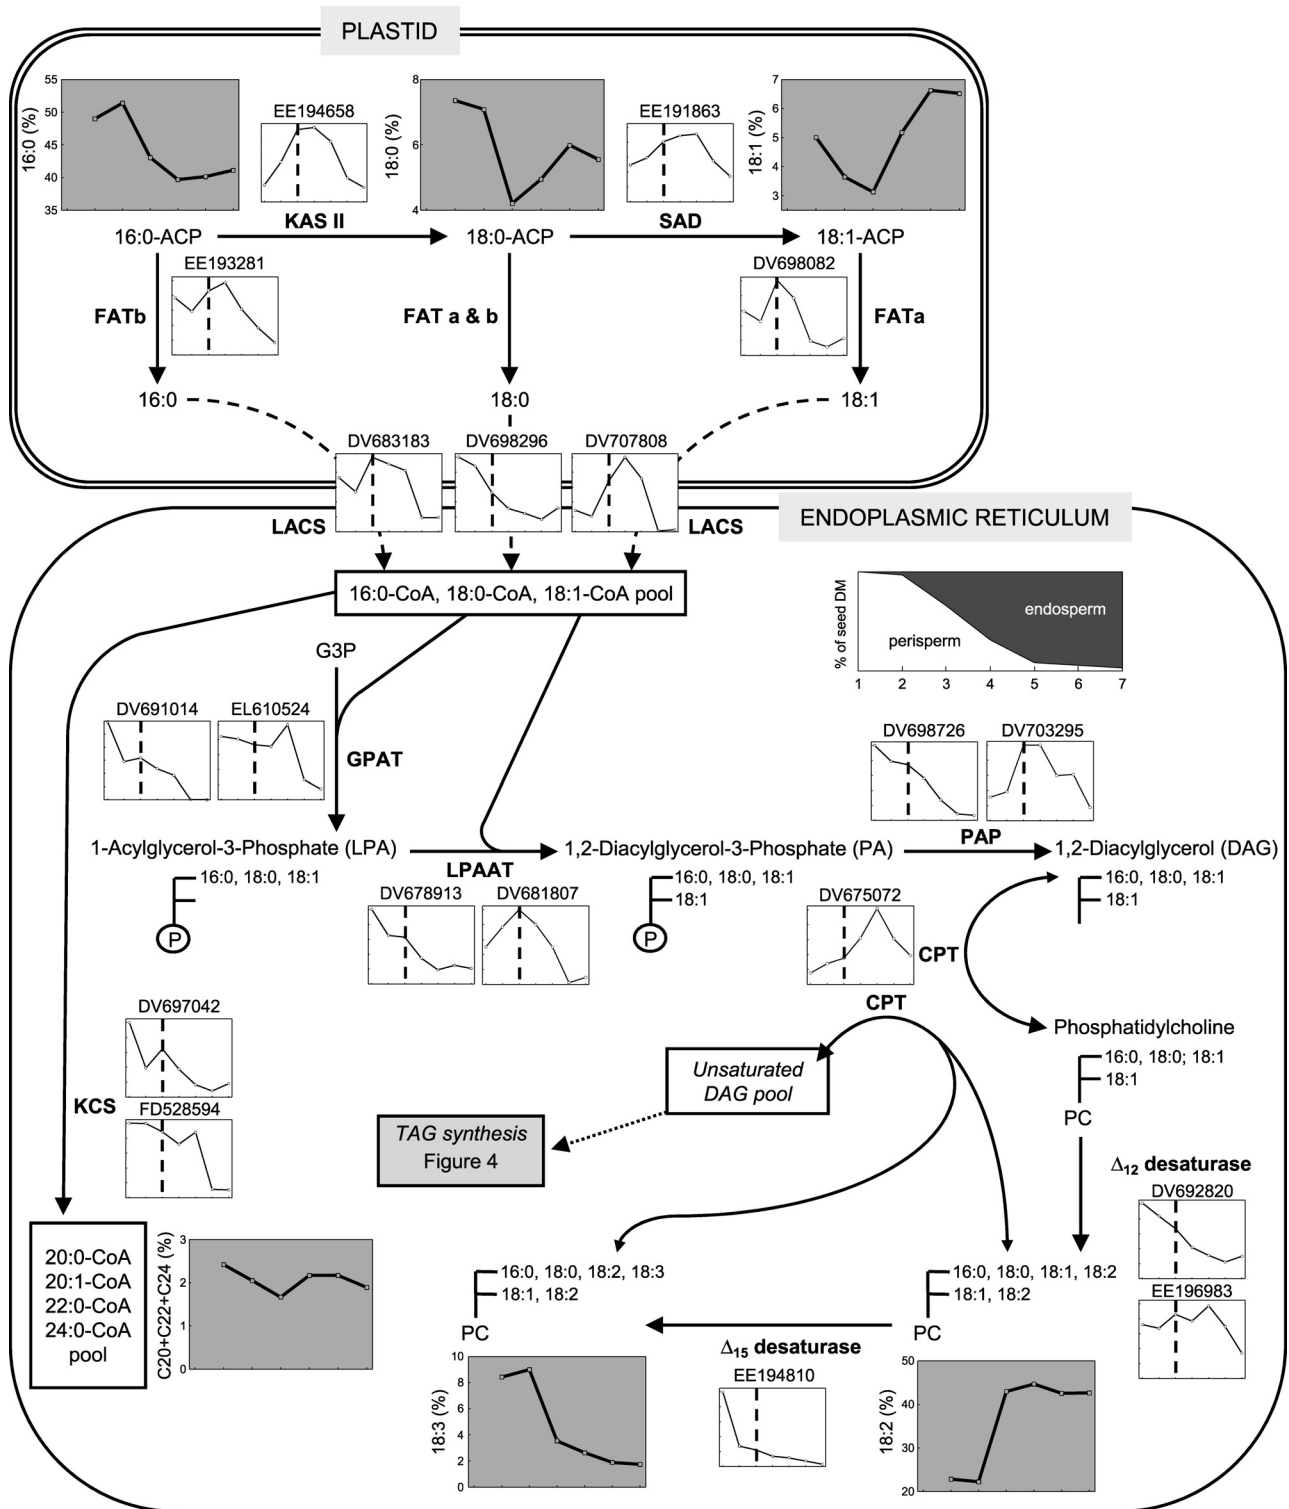 PLASTID
55
50
45
40
35
16:0 (%)
EE194658
KAS II
8
6
4
18:0 (%)
EE191863
SAD
7
6
5
4
3
18:1 (%)
16:0-ACP
18:0-ACP
18:1-ACP
EE193281
FATb
FAT a & b
DV698082
FATa
16:0
18:0
18:1
DV683183
DV698296
DV707808
LACS
LACS
ENDOPLASMIC RETICULUM
16:0-CoA, 18:0-CoA, 18:1-CoA pool
% of seed DM
endosperm
perisperm
1 2 3 4 5 6 7
G3P
DV691014
EL610524
GPAT
DV698726
DV703295
PAP
1-Acylglycerol-3-Phosphate (LPA)
LPAAT
1,2-Diacylglycerol-3-Phosphate (PA)
1,2-Diacylglycerol (DAG)
16:0, 18:0, 18:1
P
DV678913
DV681807
16:0, 18:0, 18:1
18:1
P
DV675072
CPT
CPT
16:0, 18:0, 18:1
18:1
Phosphatidylcholine
16:0, 18:0; 18:1
18:1
PC
DV697042
KCS
FD528594
Unsaturated
DAG pool
TAG synthesis
Figure 4
Δ12 desaturase
DV692820
EE196983
20:0-CoA
20:1-CoA
22:0-CoA
24:0-CoA
pool
3
2
1
0
C20+C22+C24 (%)
16:0, 18:0, 18:2, 18:3
18:1, 18:2
PC
16:0, 18:0, 18:1, 18:2
18:1, 18:2
PC
Δ15 desaturase
EE194810
10
8
6
4
2
0
18:3 (%)
50
40
30
20
18:2 (%)